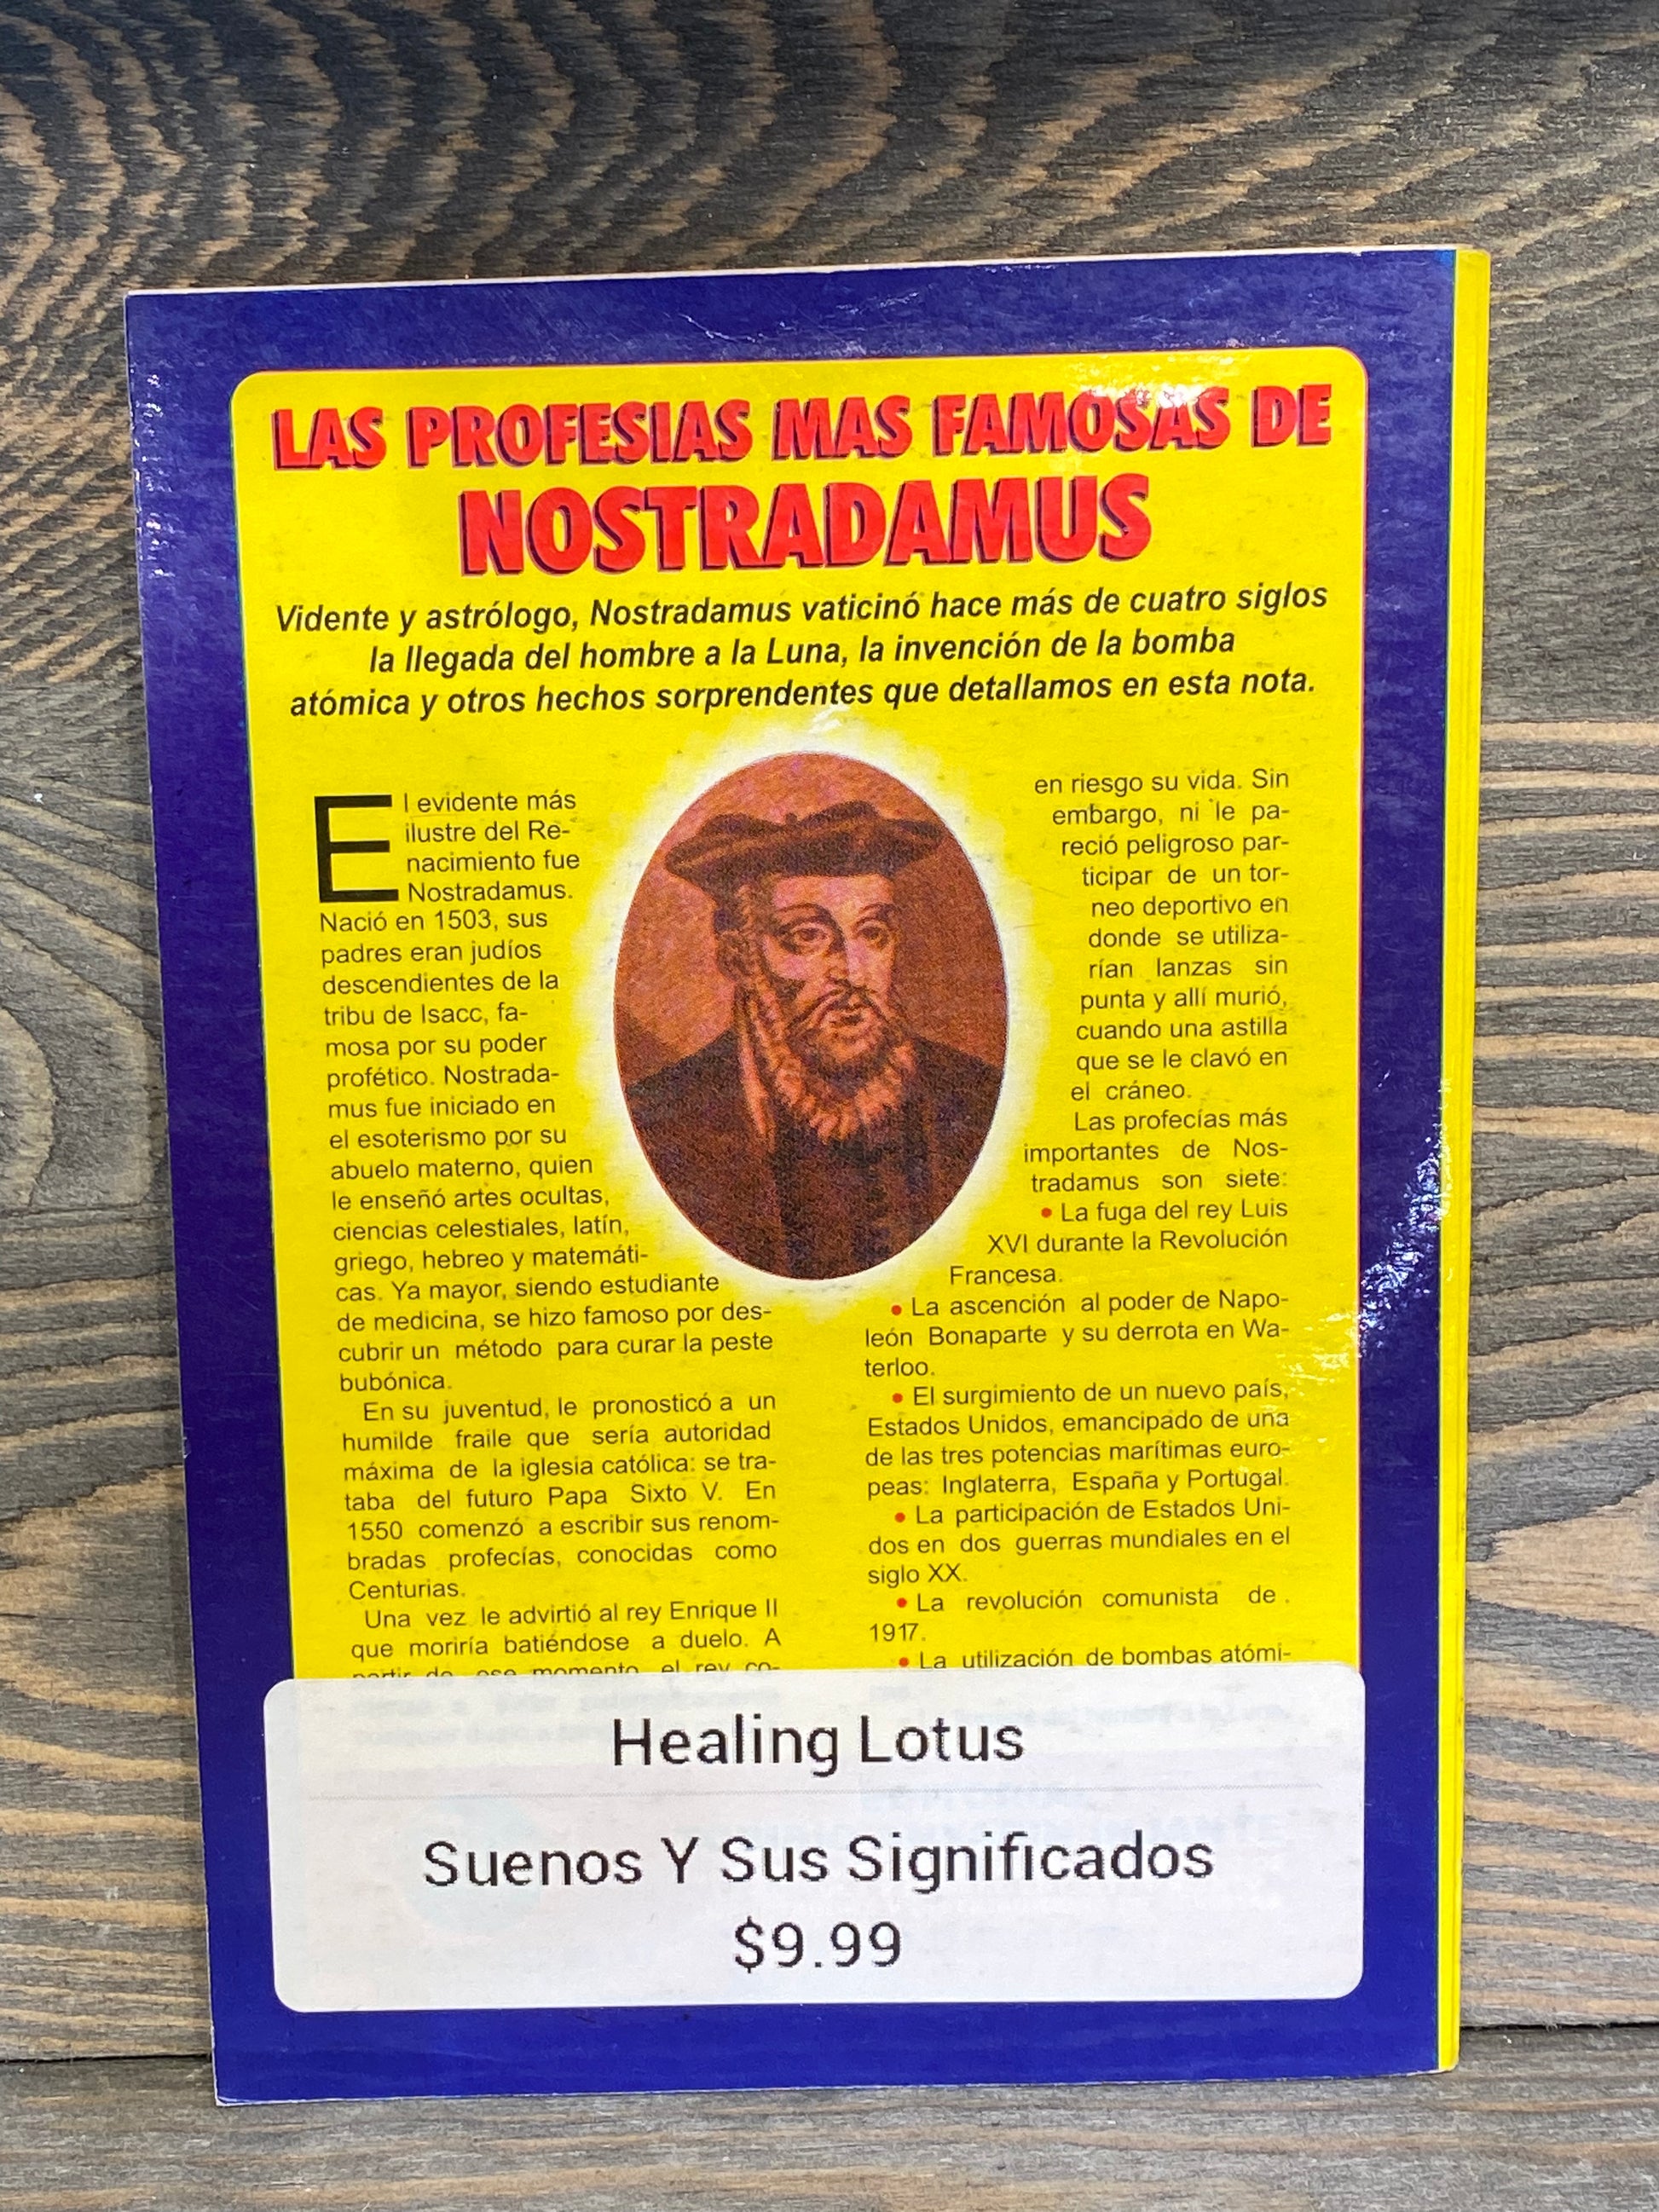 LAS PROFESIAS MAS FAMOSAS DE
NOSTRADAMUS
Vidente y astrólogo, Nostradamus vaticinó hace más de cuatro siglos
la llegada del hombre a la Luna, la invención de la bomba
atómica y otros hechos sorprendentes que detallamos en esta nota.
El evidente más
ilustre del Re-
nacimiento fue
Nostradamus.
Nació en 1503, sus
padres eran judíos
descendientes de la
tribu de Isacc, fa-
mosa por su poder
profético. Nostrada-
mus fue iniciado en
el esoterismo por su
abuelo materno, quien
le enseñó artes ocultas,
ciencias celestiales, latín,
griego, hebreo y matemáti-
cas. Ya mayor, siendo estudiante
de medicina, se hizo famoso por des-
cubrir un método para curar la peste
bubónica.
En su juventud, le pronosticó a un
humilde fraile que sería autoridad
máxima de la iglesia católica: se tra-
taba del futuro Papa Sixto V. En
1550 comenzó a escribir sus renom-
bradas profecías, conocidas como
Centurias.
Una vez le advirtió al rey Enrique II
que moriría batiéndose a duelo. A
partir de ese momento, el rey co-
en riesgo su vida. Sin
embargo, ni le pa-
reció peligroso par-
ticipar de un tor-
neo deportivo en
donde se utiliza-
rían lanzas sin
punta y allí murió,
cuando una astilla
que se le clavó en
el cráneo.
Las profecías más
importantes de Nos-
tradamus son siete:
• La fuga del rey Luis
XVI durante la Revolución
Francesa.
• La ascención al poder de Napo-
león Bonaparte y su derrota en Wa-
terloo.
• El surgimiento de un nuevo país,
Estados Unidos, emancipado de una
de las tres potencias marítimas euro-
peas: Inglaterra, España y Portugal.
• La participación de Estados Uni-
dos en dos guerras mundiales en el
siglo XX.
• La revolución comunista de
1917.
• La utilización de bombas atómi-
Healing Lotus
Suenos Y Sus Significados
$9.99